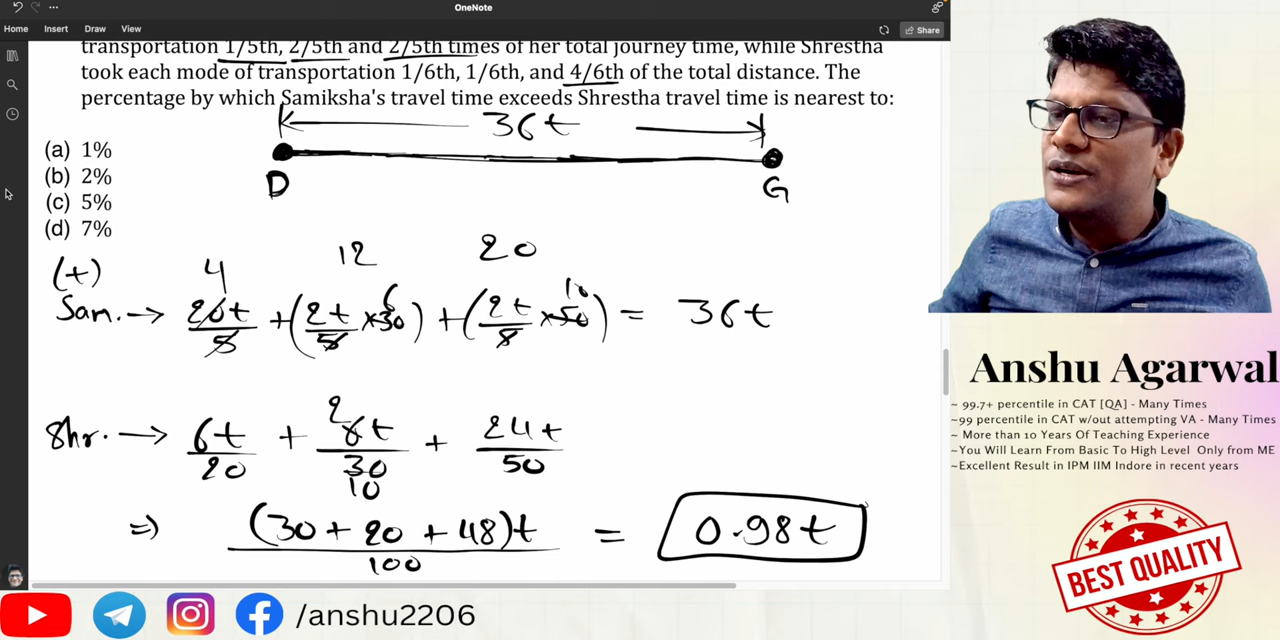 OneNote
Home Insert Draw View Share
transportation 1/5th, 2/5th and 2/5th times of her total journey time, while Shrestha
took each mode of transportation 1/6th, 1/6th, and 4/6th of the total distance. The
percentage by which Samiksha's travel time exceeds Shrestha travel time is nearest to:
36t
(a) 1%
(b) 2%
(c) 5%
(d) 7%
D G
4 12 20
(t)
Sam. → 20t/5 + (2t/5 × 30) + (2t/5 × 50) = 36t
6 10
Shr. → 6t/20 + 6t/30 + 24t/50
2 10
⇒ (30 + 20 + 48)t / 100 = 0.98t
Anshu Agarwal
~ 99.7+ percentile in CAT [QA] - Many Times
~99 percentile in CAT w/out attempting VA - Many Times
~ More than 10 Years Of Teaching Experience
~You Will Learn From Basic To High Level Only from ME
~Excellent Result in IPM IIM Indore in recent years
BEST QUALITY
/anshu2206